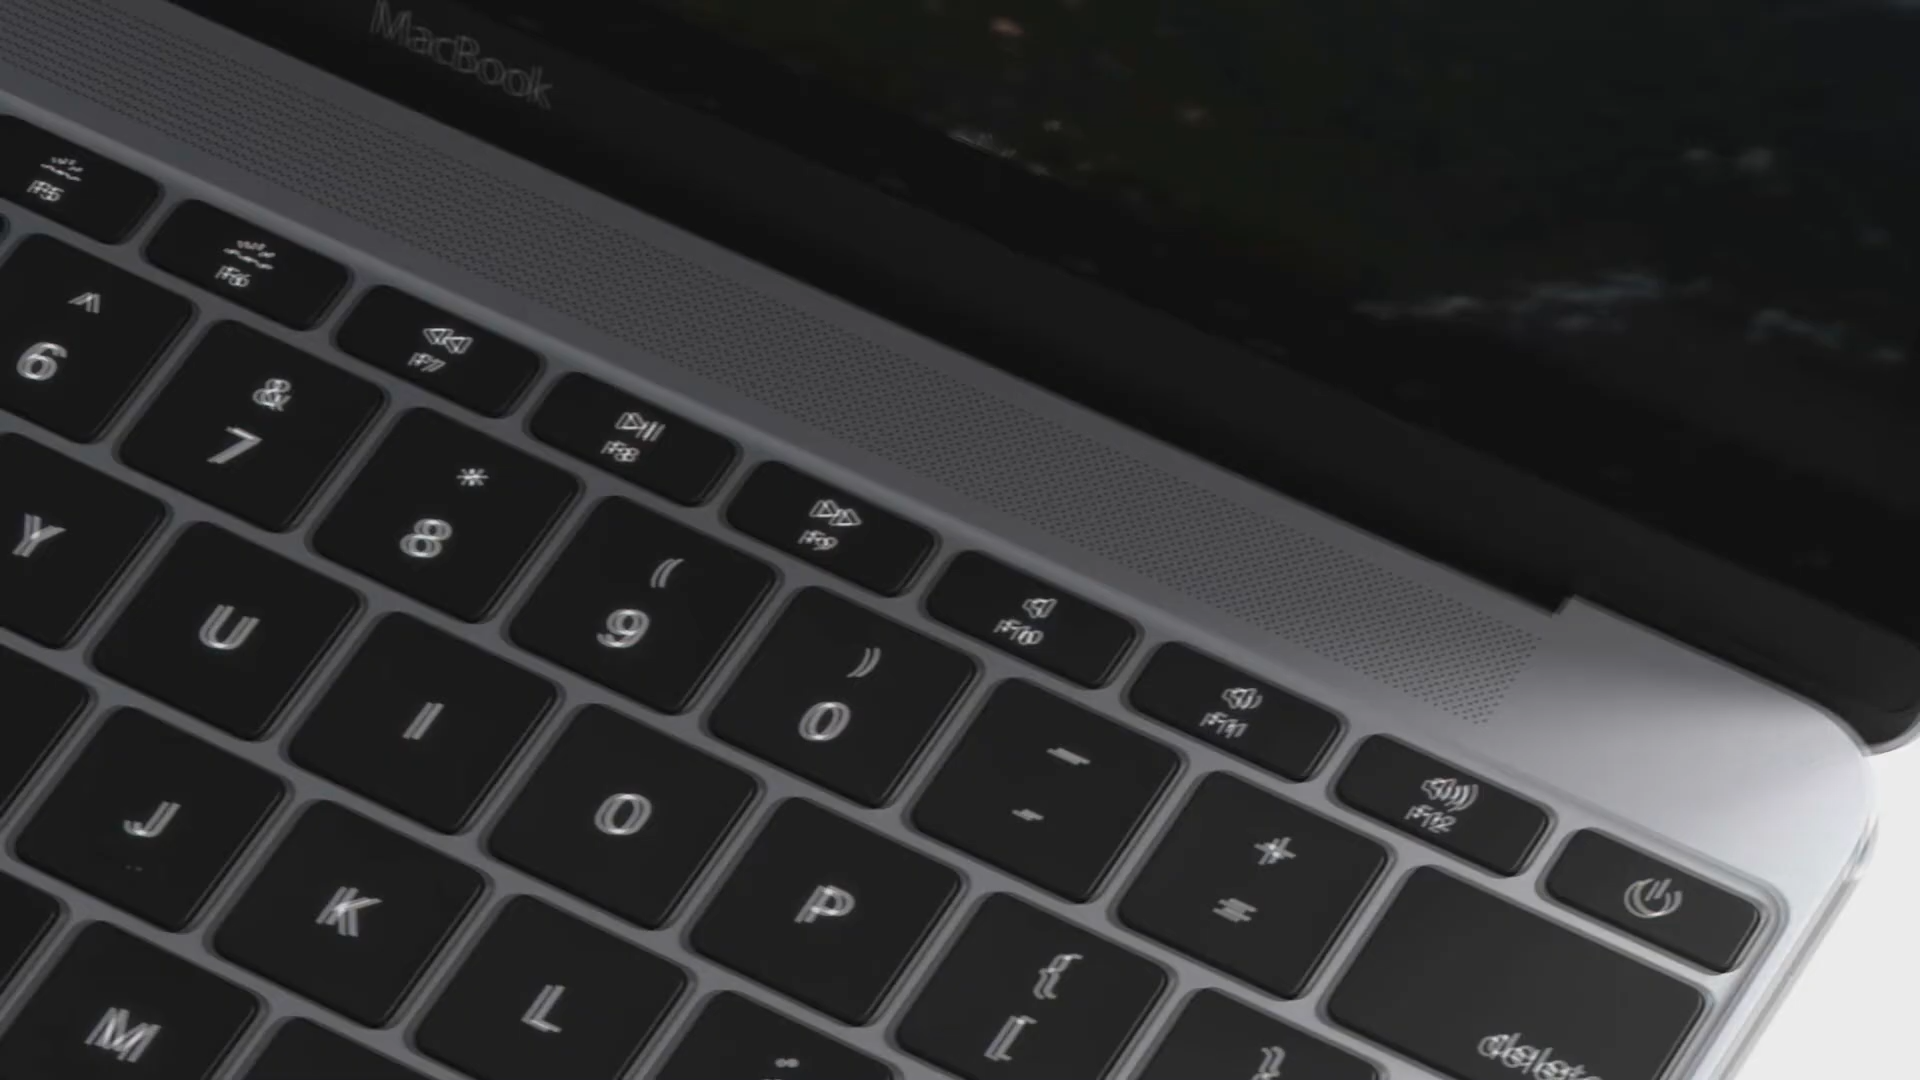 MacBook
F5
F6
F7
F8
F9
F10
F11
F12
^
6
&
7
*
8
(
9
)
0
—
-
+
=
delete
Y
U
I
O
P
{
[
}
J
K
L
:
M